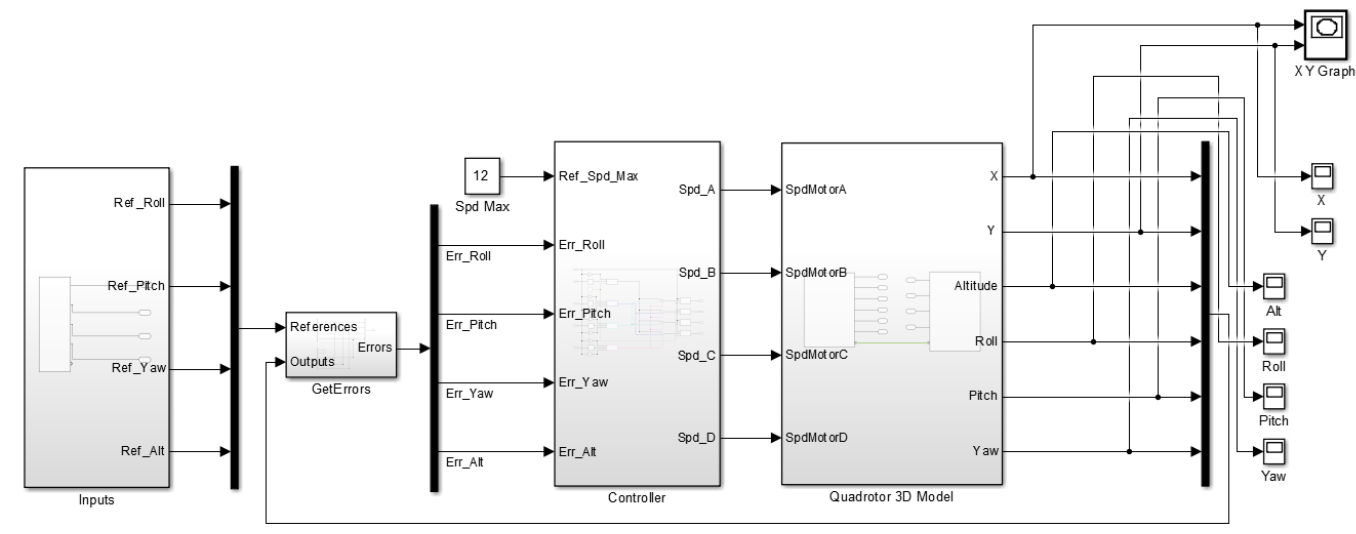 XY Graph
Ref_Roll
Ref_Pitch
Ref_Yaw
Ref_Alt
Inputs
References
Outputs
Errors
GetErrors
12
Spd Max
Err_Roll
Err_Pitch
Err_Yaw
Err_Alt
Ref_Spd_Max
Err_Roll
Err_Pitch
Err_Yaw
Err_Alt
Spd_A
Spd_B
Spd_C
Spd_D
Controller
SpdMotorA
SpdMotorB
SpdMotorC
SpdMotorD
X
Y
Altitude
Roll
Pitch
Yaw
Quadrotor 3D Model
X
Y
Alt
Roll
Pitch
Yaw